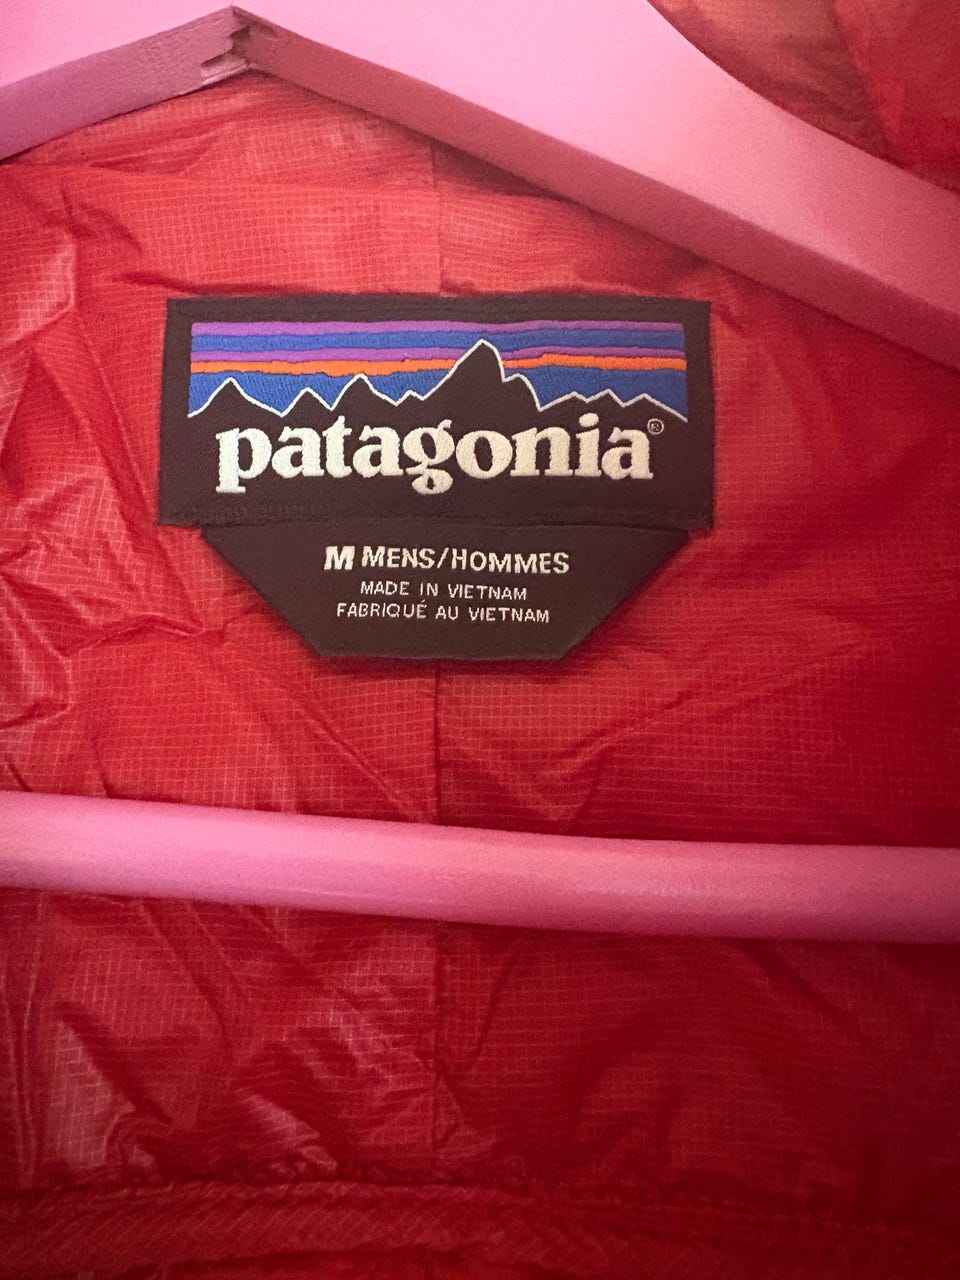 patagonia®
M MENS/HOMMES
MADE IN VIETNAM
FABRIQUÉ AU VIETNAM